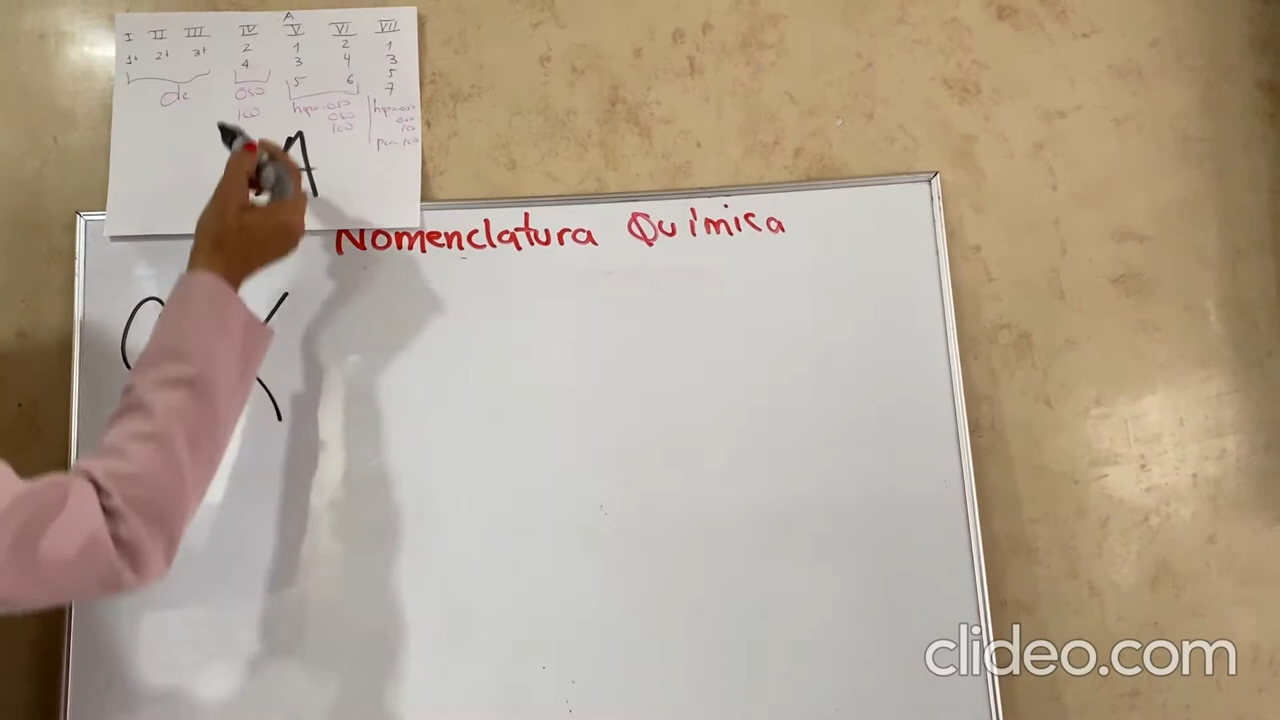 A
I II III IV V VI VII
1+ 2+ 3+ 2 1 2 1
4 3 4 3
5 6 5
7
de oso hipo-oso hipo-oso
ico oso oso
ico ico
per-ico
A
Nomenclatura Química
clideo.com